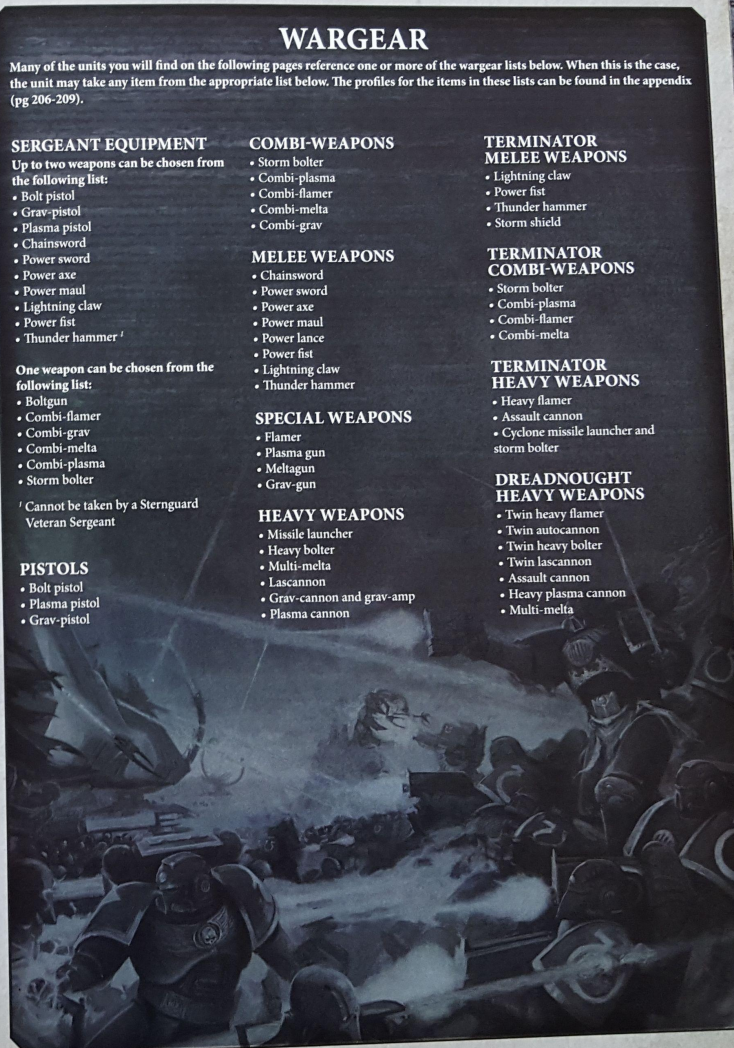 WARGEAR
Many of the units you will find on the following pages reference one or more of the wargear lists below. When this is the case,
the unit may take any item from the appropriate list below. The profiles for the items in these lists can be found in the appendix
(pg 206-209).
SERGEANT EQUIPMENT
Up to two weapons can be chosen from
the following list:
• Bolt pistol
• Grav-pistol
• Plasma pistol
• Chainsword
• Power sword
• Power axe
• Power maul
• Lightning claw
• Power fist
• Thunder hammer ¹
One weapon can be chosen from the
following list:
• Boltgun
• Combi-flamer
• Combi-grav
• Combi-melta
• Combi-plasma
• Storm bolter
¹ Cannot be taken by a Sternguard
Veteran Sergeant
PISTOLS
• Bolt pistol
• Plasma pistol
• Grav-pistol
COMBI-WEAPONS
• Storm bolter
• Combi-plasma
• Combi-flamer
• Combi-melta
• Combi-grav
MELEE WEAPONS
• Chainsword
• Power sword
• Power axe
• Power maul
• Power lance
• Power fist
• Lightning claw
• Thunder hammer
SPECIAL WEAPONS
• Flamer
• Plasma gun
• Meltagun
• Grav-gun
HEAVY WEAPONS
• Missile launcher
• Heavy bolter
• Multi-melta
• Lascannon
• Grav-cannon and grav-amp
• Plasma cannon
TERMINATOR
MELEE WEAPONS
• Lightning claw
• Power fist
• Thunder hammer
• Storm shield
TERMINATOR
COMBI-WEAPONS
• Storm bolter
• Combi-plasma
• Combi-flamer
• Combi-melta
TERMINATOR
HEAVY WEAPONS
• Heavy flamer
• Assault cannon
• Cyclone missile launcher and
storm bolter
DREADNOUGHT
HEAVY WEAPONS
• Twin heavy flamer
• Twin autocannon
• Twin heavy bolter
• Twin lascannon
• Assault cannon
• Heavy plasma cannon
• Multi-melta